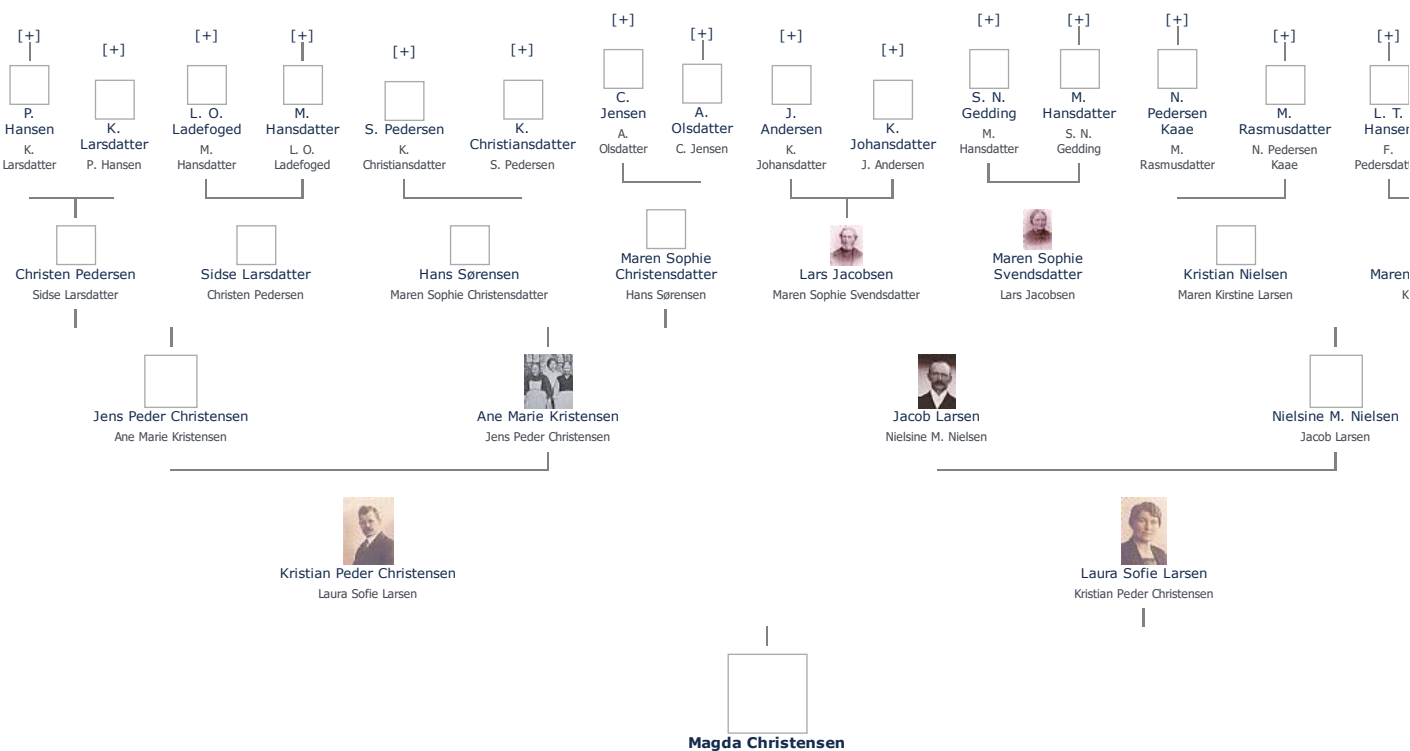 [+] [+] [+] [+] [+] [+] [+] [+] [+] [+] [+] [+] [+] [+] [+]
P.
Hansen
K.
Larsdatter
K.
Larsdatter
P. Hansen
L. O.
Ladefoged
M.
Hansdatter
M.
Hansdatter
L. O.
Ladefoged
S. Pedersen
K.
Christiansdatter
K.
Christiansdatter
S. Pedersen
C.
Jensen
A.
Olsdatter
A.
Olsdatter
C. Jensen
J.
Andersen
K.
Johansdatter
K.
Johansdatter
J. Andersen
S. N.
Gedding
M.
Hansdatter
M.
Hansdatter
S. N.
Gedding
N.
Pedersen
Kaae
M.
Rasmusdatter
M.
Rasmusdatter
N. Pedersen
Kaae
L. T.
Hansen
F.
Pedersdatt
Christen Pedersen
Sidse Larsdatter
Sidse Larsdatter
Christen Pedersen
Hans Sørensen
Maren Sophie Christensdatter
Maren Sophie
Christensdatter
Hans Sørensen
Lars Jacobsen
Maren Sophie Svendsdatter
Maren Sophie
Svendsdatter
Lars Jacobsen
Kristian Nielsen
Maren Kirstine Larsen
Maren
K
Jens Peder Christensen
Ane Marie Kristensen
Ane Marie Kristensen
Jens Peder Christensen
Jacob Larsen
Nielsine M. Nielsen
Nielsine M. Nielsen
Jacob Larsen
Kristian Peder Christensen
Laura Sofie Larsen
Laura Sofie Larsen
Kristian Peder Christensen
Magda Christensen